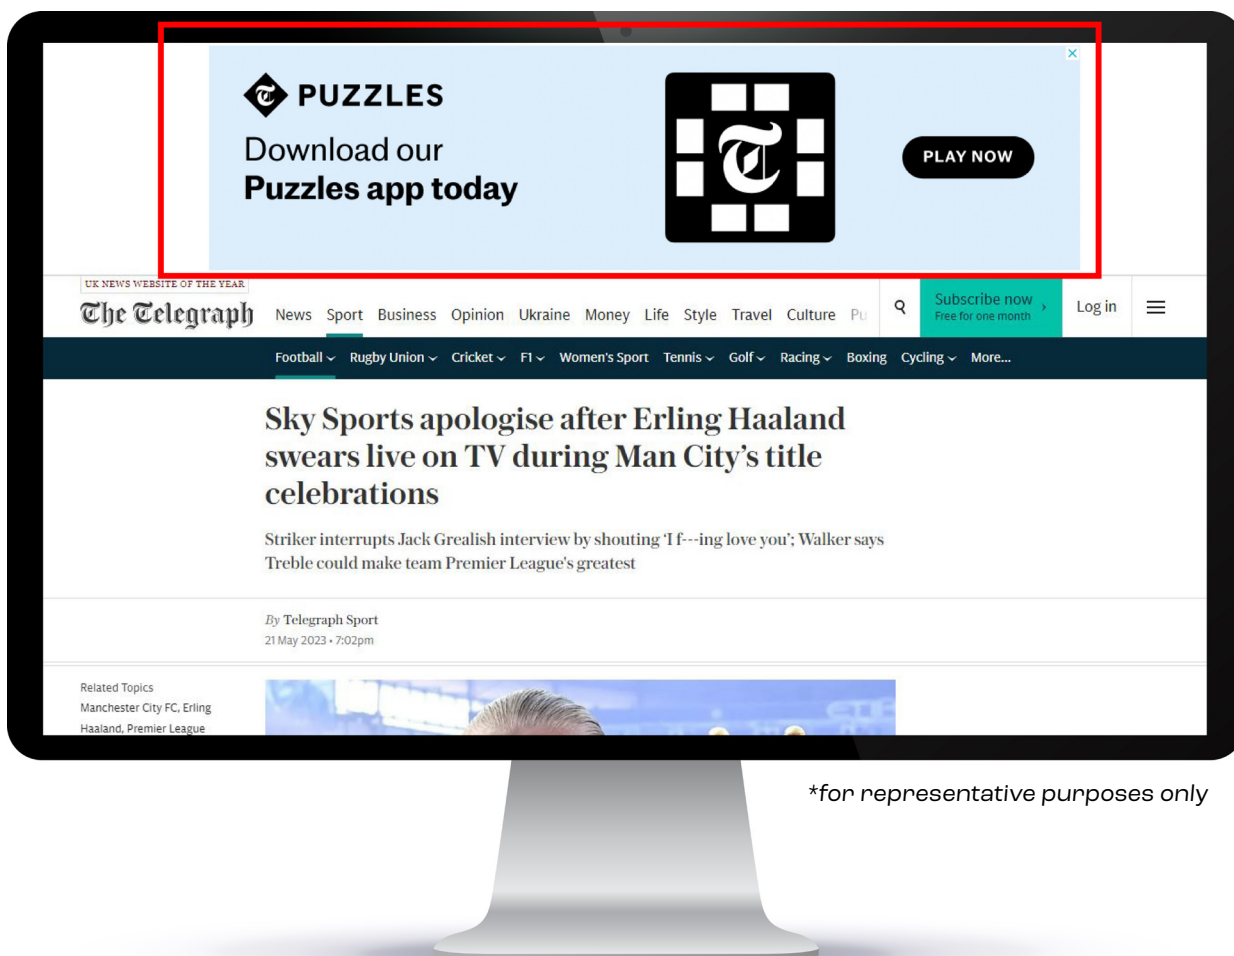 PUZZLES
Download our
Puzzles app today
PLAY NOW
UK NEWS WEBSITE OF THE YEAR
The Telegraph
News Sport Business Opinion Ukraine Money Life Style Travel Culture Pu
Subscribe now
Free for one month
Log in
Football Rugby Union Cricket F1 Women's Sport Tennis Golf Racing Boxing Cycling More...
Sky Sports apologise after Erling Haaland
swears live on TV during Man City’s title
celebrations
Striker interrupts Jack Grealish interview by shouting ‘I f---ing love you’; Walker says
Treble could make team Premier League's greatest
By Telegraph Sport
21 May 2023 • 7:02pm
Related Topics
Manchester City FC, Erling
Haaland, Premier League
*for representative purposes only